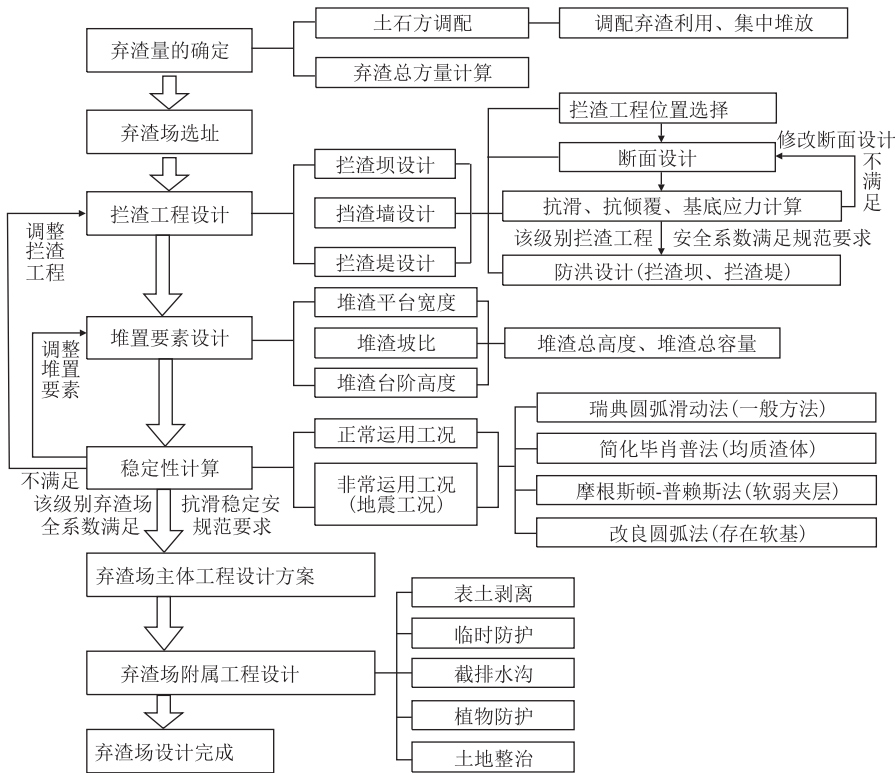 土石方调配
调配弃渣利用、集中堆放
弃渣量的确定
弃渣总方量计算
弃渣场选址
拦渣工程位置选择
修改断面设计
断面设计
不
满
足
拦渣坝设计
拦渣工程设计
挡渣墙设计
抗滑、抗倾覆、基底应力计算
调整
拦渣
工程
该级别拦渣工程
安全系数满足规范要求
拦渣堤设计
防洪设计(拦渣坝、拦渣堤)
堆渣平台宽度
堆置要素设计
堆渣坡比
堆渣总高度、堆渣总容量
调整
堆置
要素
堆渣台阶高度
瑞典圆弧滑动法(一般方法)
正常运用工况
简化毕肖普法(均质渣体)
稳定性计算
不满足
非常运用工况
(地震工况)
摩根斯顿-普赖斯法(软弱夹层)
改良圆弧法(存在软基)
该级别弃渣场
抗滑稳定安
全系数满足
规范要求
弃渣场主体工程设计方案
表土剥离
临时防护
弃渣场附属工程设计
截排水沟
植物防护
弃渣场设计完成
土地整治